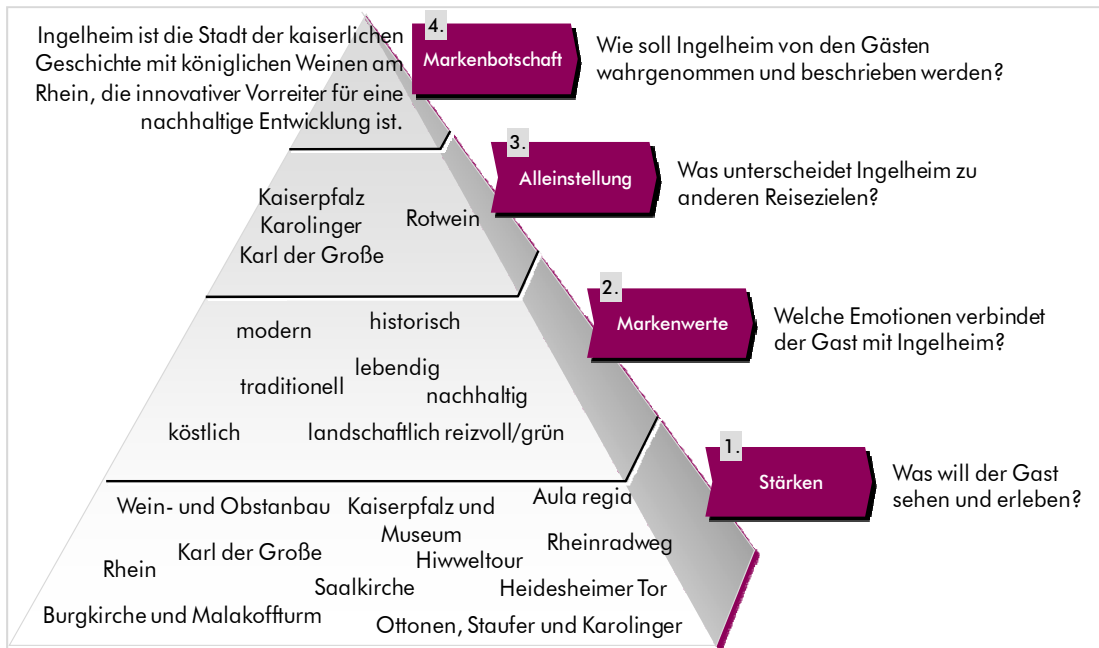 Ingelheim ist die Stadt der kaiserlichen
Geschichte mit königlichen Weinen am
Rhein, die innovativer Vorreiter für eine
nachhaltige Entwicklung ist.
4.
Markenbotschaft
Wie soll Ingelheim von den Gästen
wahrgenommen und beschrieben werden?
3.
Alleinstellung
Was unterscheidet Ingelheim zu
anderen Reisezielen?
Kaiserpfalz
Karolinger
Karl der Große
Rotwein
2.
Markenwerte
Welche Emotionen verbindet
der Gast mit Ingelheim?
modern
historisch
lebendig
traditionell
nachhaltig
köstlich
landschaftlich reizvoll/grün
1.
Stärken
Was will der Gast
sehen und erleben?
Wein- und Obstanbau
Kaiserpfalz und
Museum
Aula regia
Karl der Große
Rheinradweg
Rhein
Hiwweltour
Saalkirche
Heidesheimer Tor
Burgkirche und Malakoffturm
Ottonen, Staufer und Karolinger